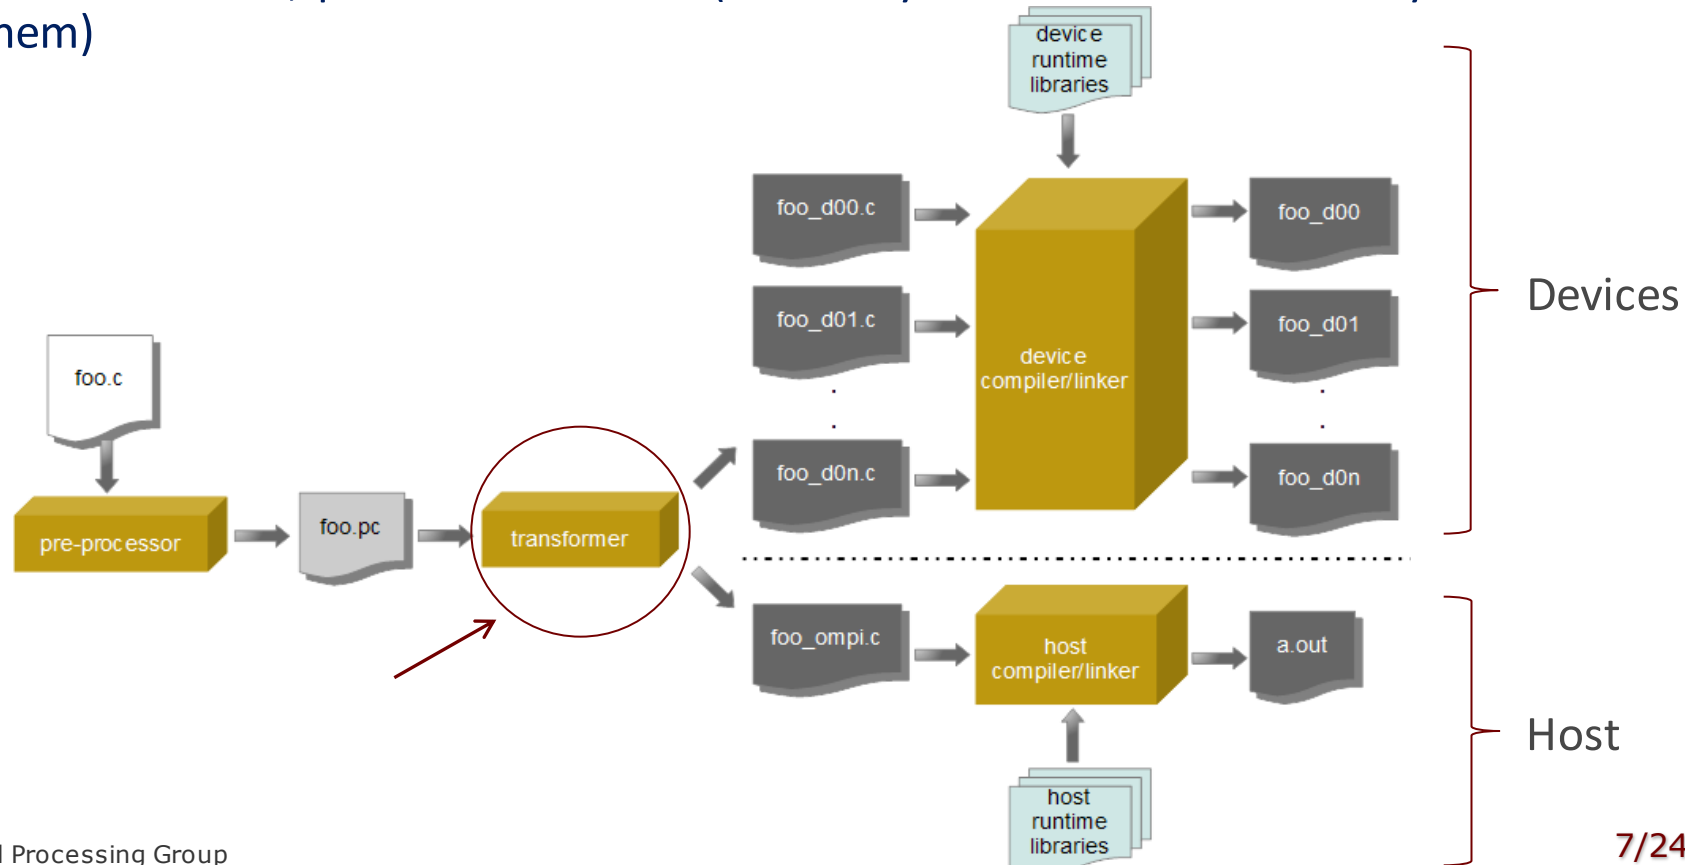 hem)
device
runtime
libraries
foo_d00.c
foo_d00
foo_d01.c
foo_d01
Devices
device
compiler/linker
foo.c
foo_d0n.c
foo_d0n
foo.pc
pre-processor
transformer
foo_ompi.c
host
compiler/linker
a.out
Host
host
runtime
libraries
Processing Group
7/24